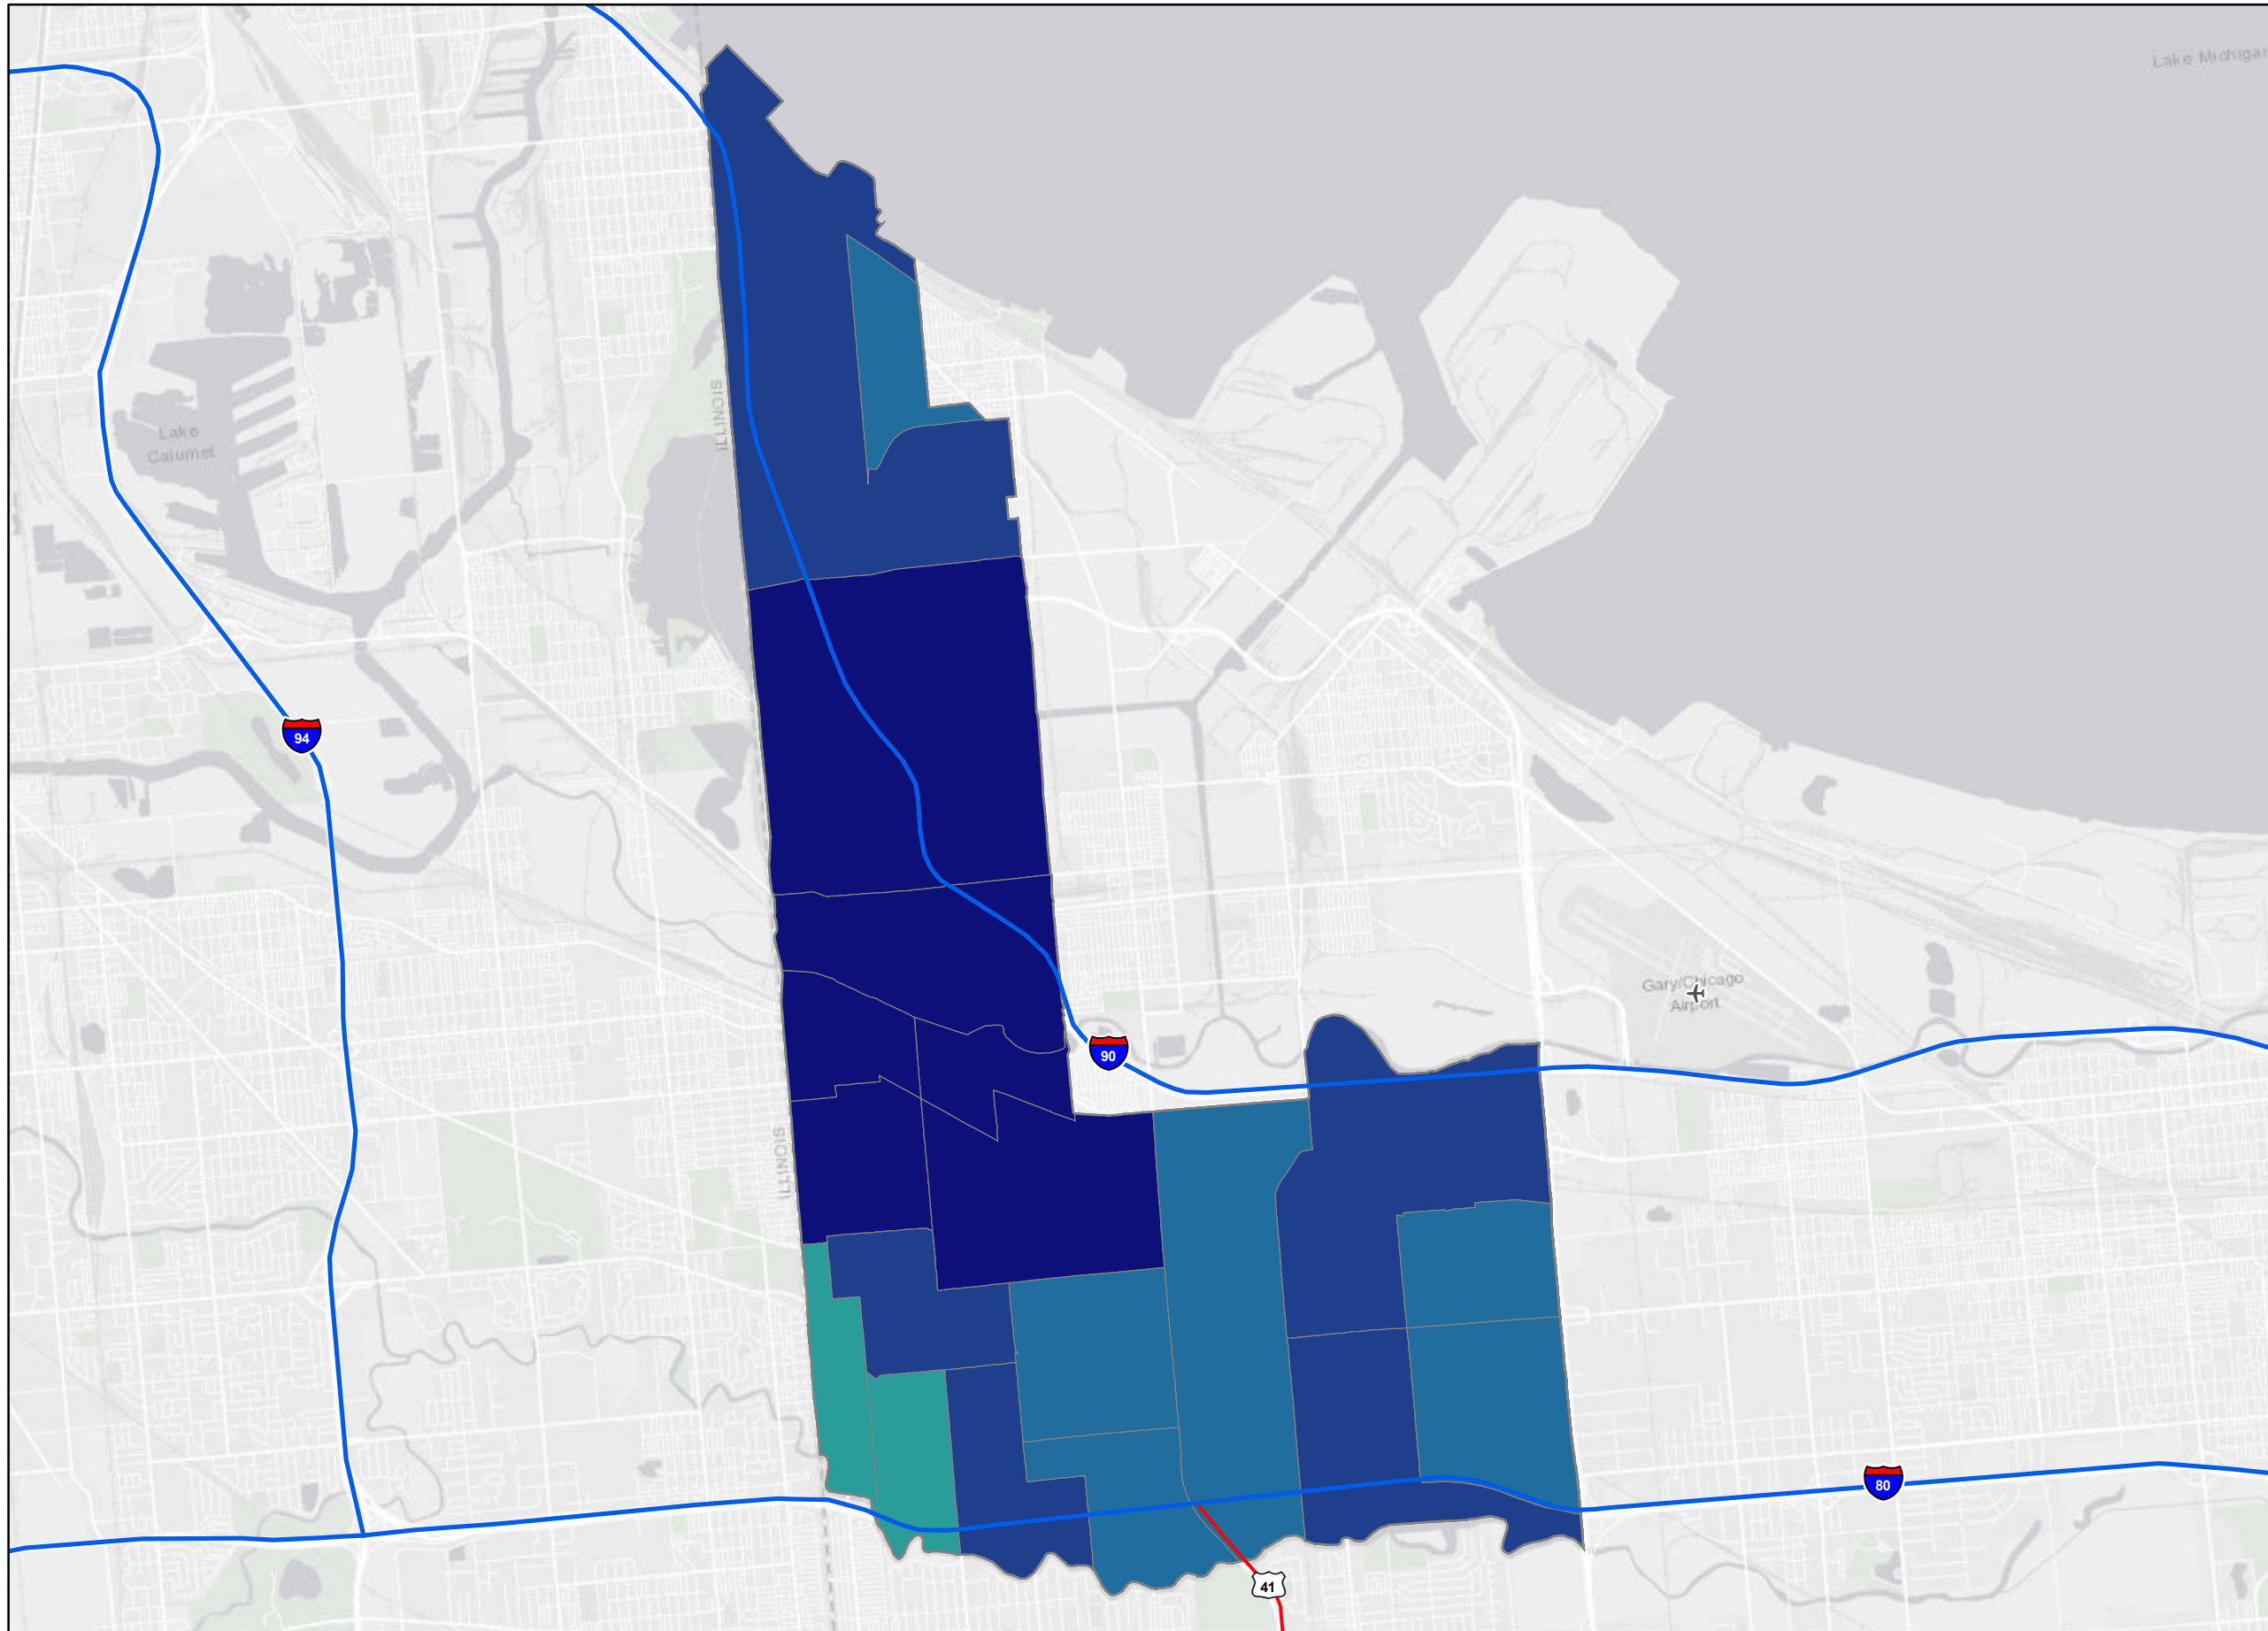 Lake Michigan
ILLINOIS
Lake
Calumet
94
Gary/Chicago
Airport
90
ILLINOIS
80
41